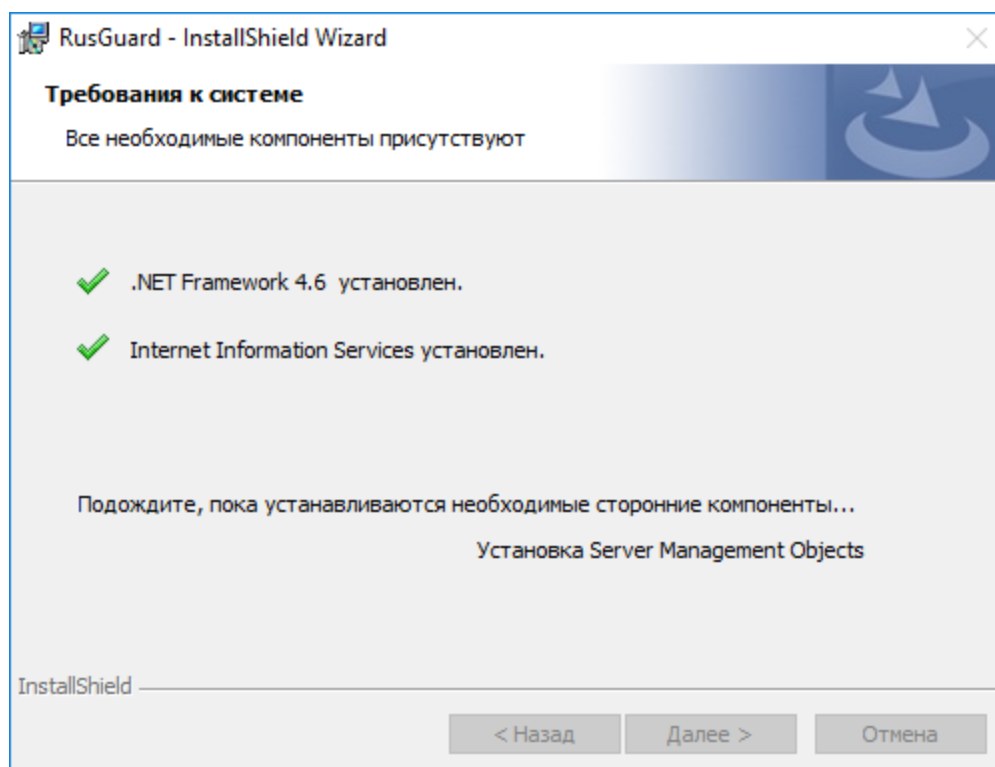 RusGuard - InstallShield Wizard
Требования к системе
Все необходимые компоненты присутствуют
.NET Framework 4.6 установлен.
Internet Information Services установлен.
Подождите, пока устанавливаются необходимые сторонние компоненты...
Установка Server Management Objects
InstallShield
< Назад
Далее >
Отмена